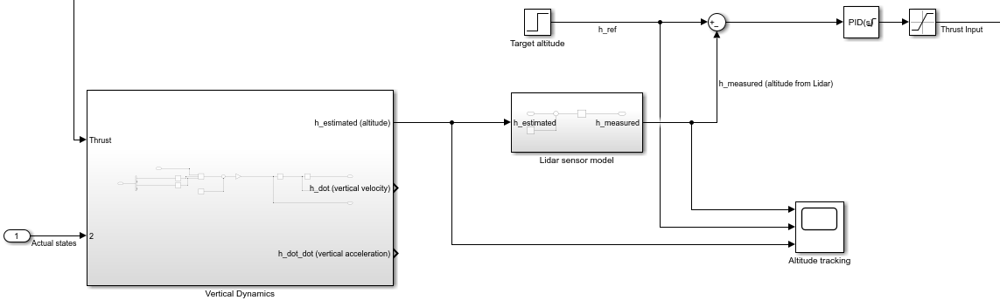 +
−
PID(s)
Target altitude
h_ref
Thrust Input
h_measured (altitude from Lidar)
h_estimated (altitude)
h_estimated
h_measured
Thrust
Lidar sensor model
h_dot (vertical velocity)
1
Actual states
2
h_dot_dot (vertical acceleration)
Altitude tracking
Vertical Dynamics